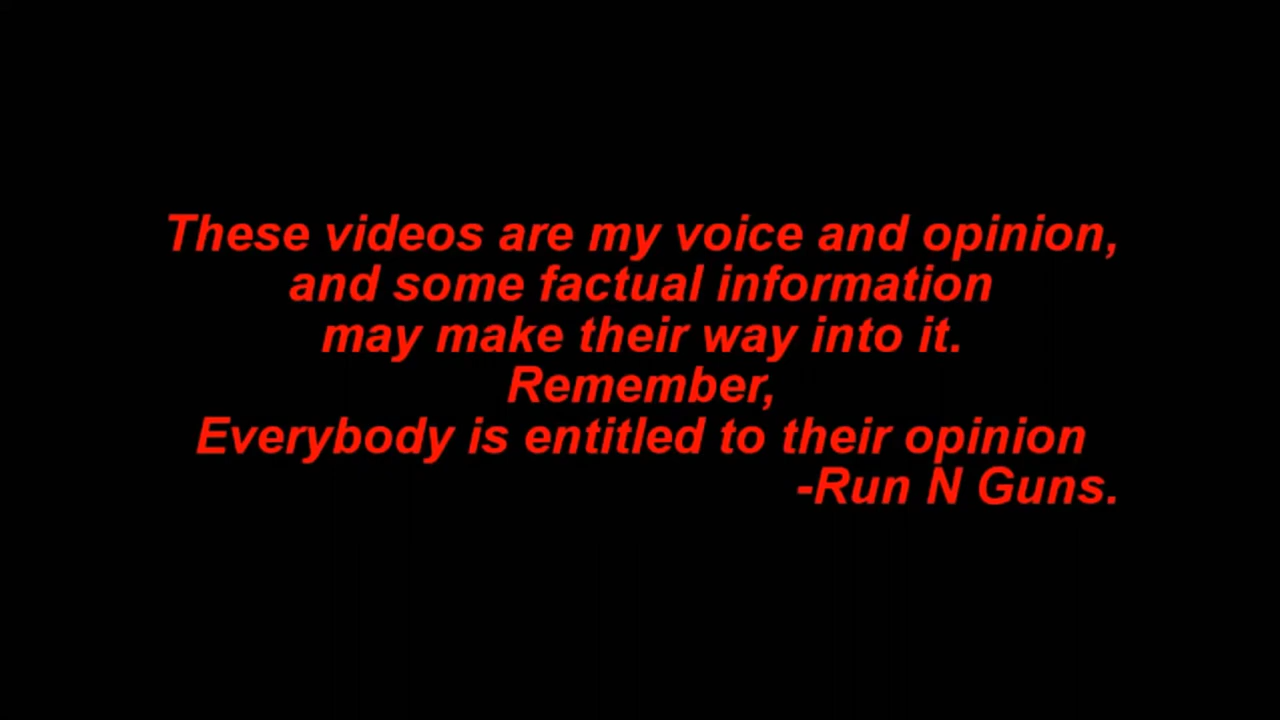 These videos are my voice and opinion,
and some factual information
may make their way into it.
Remember,
Everybody is entitled to their opinion
-Run N Guns.